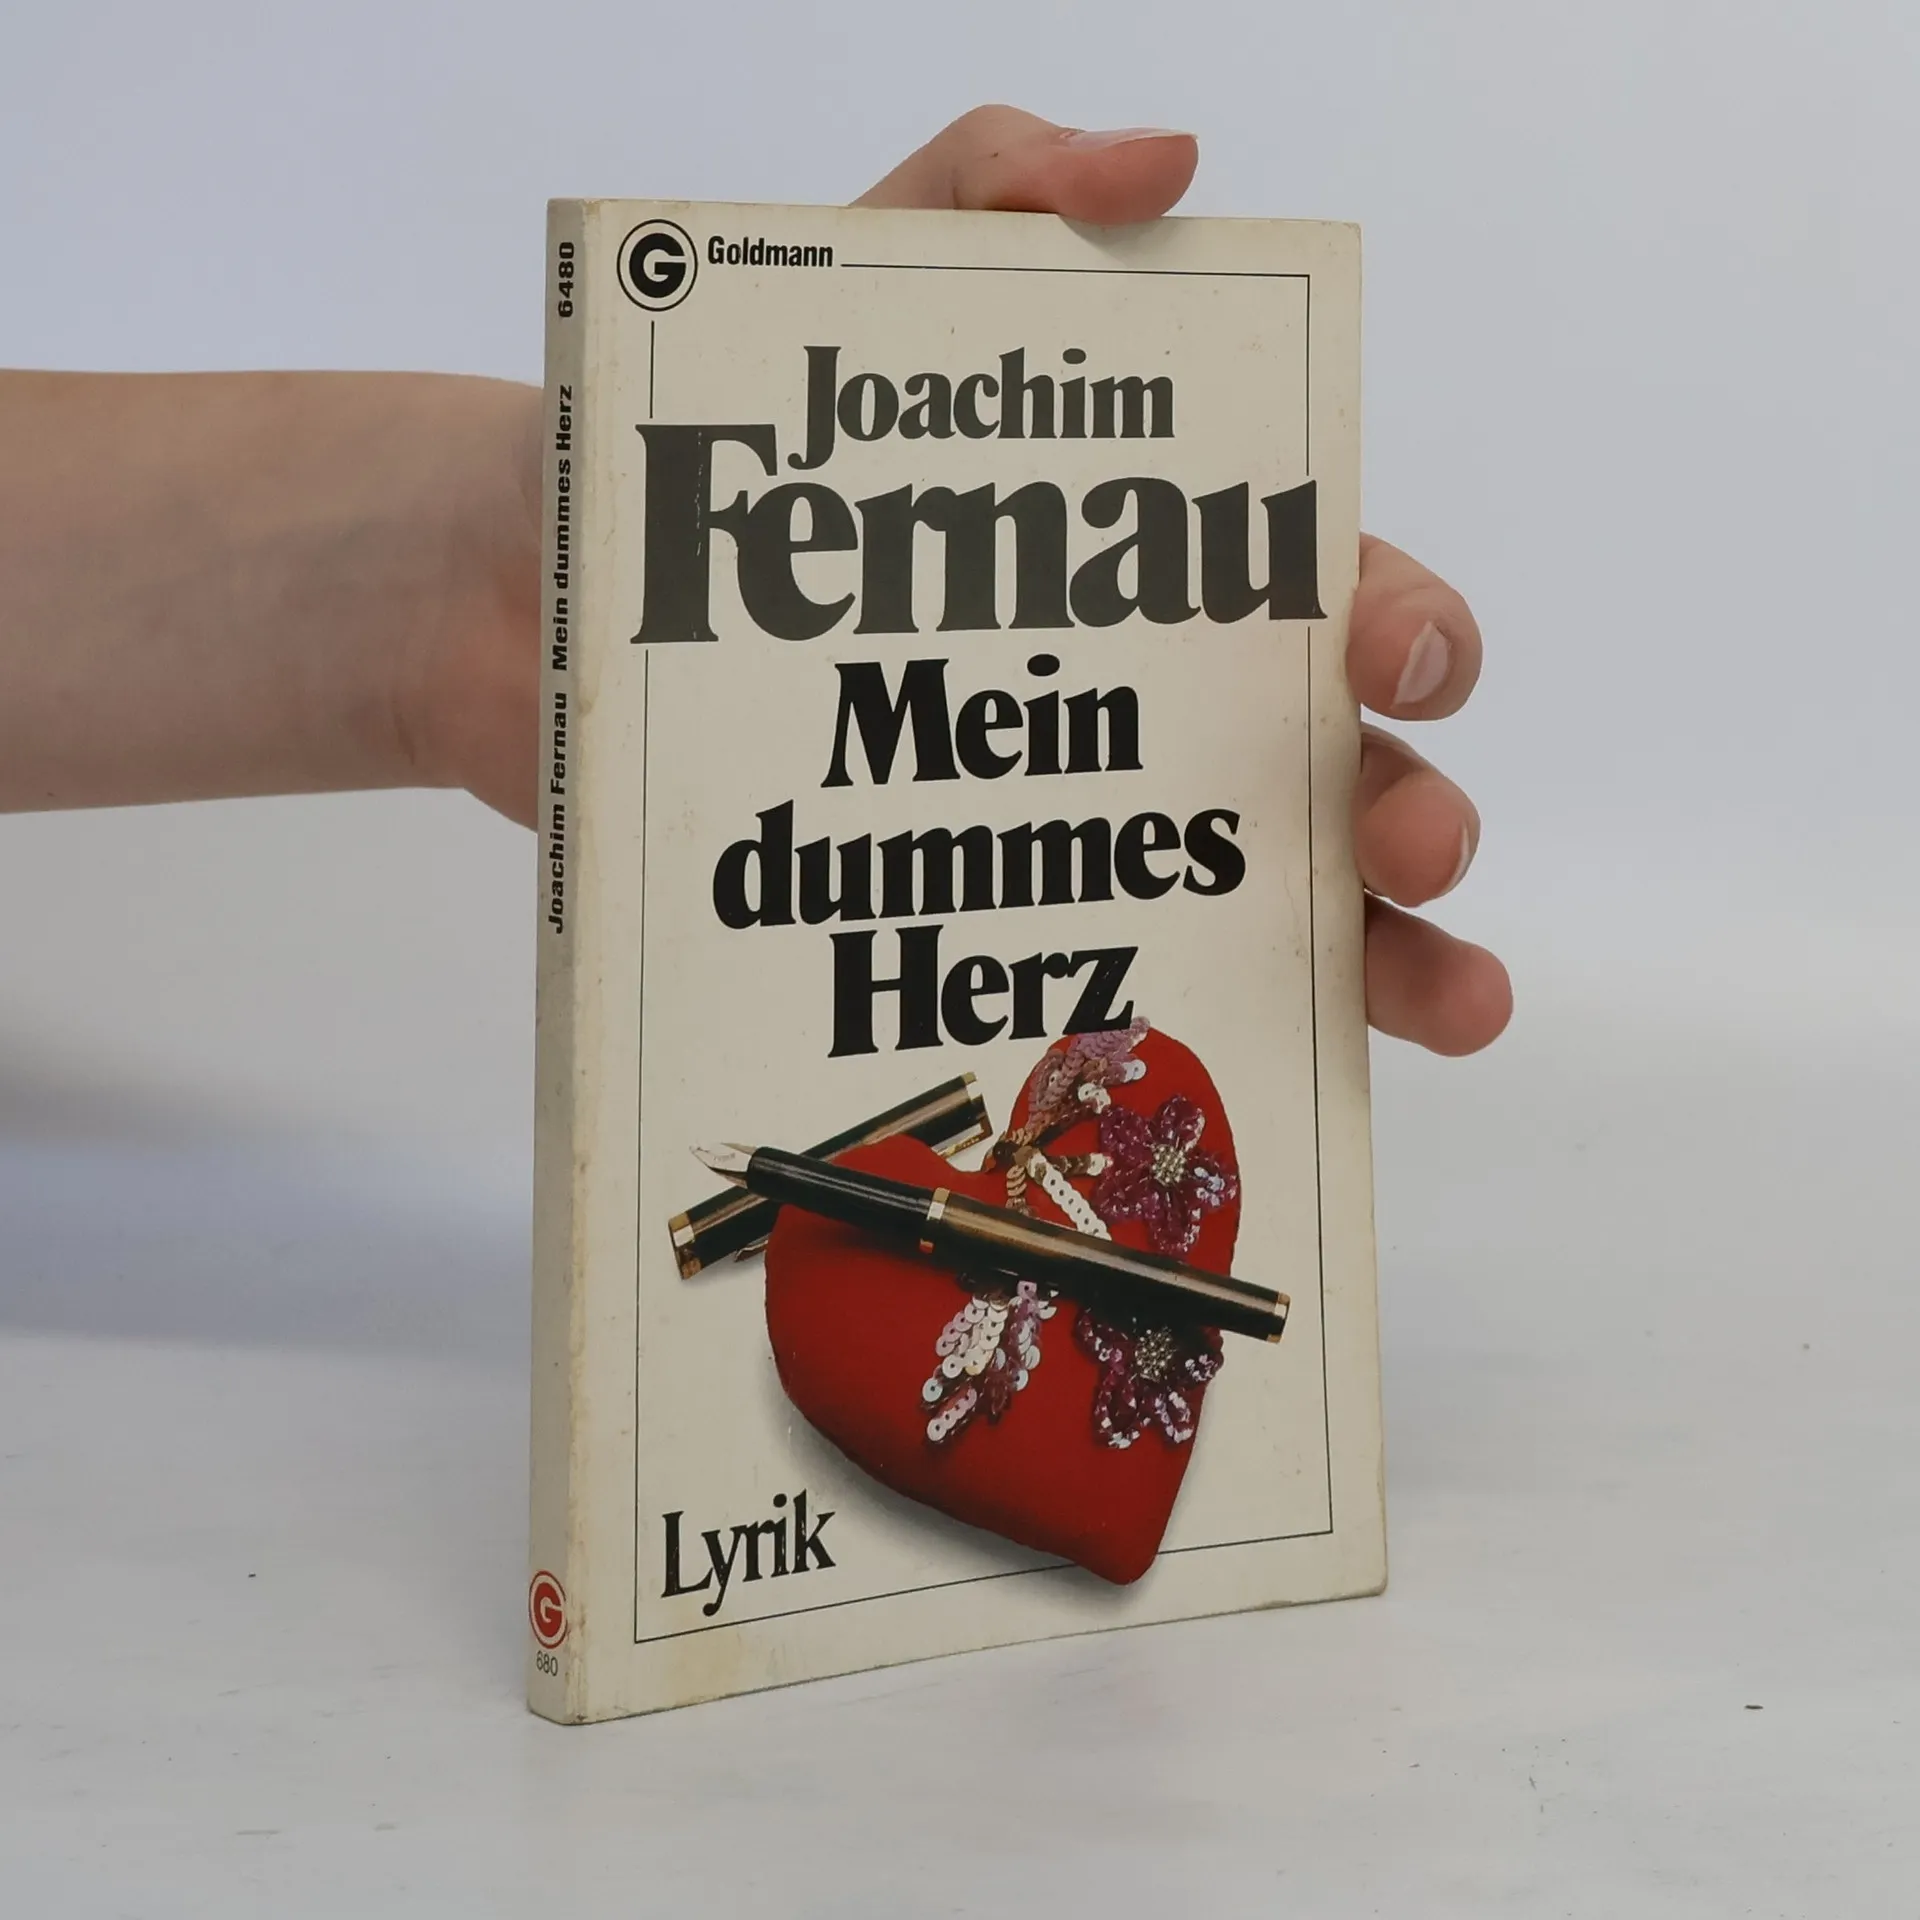 G Goldmann
Joachim
Fernau
Mein
dummes
Herz
Lyrik
Joachim Fernau Mein dummes Herz 6480
G
680